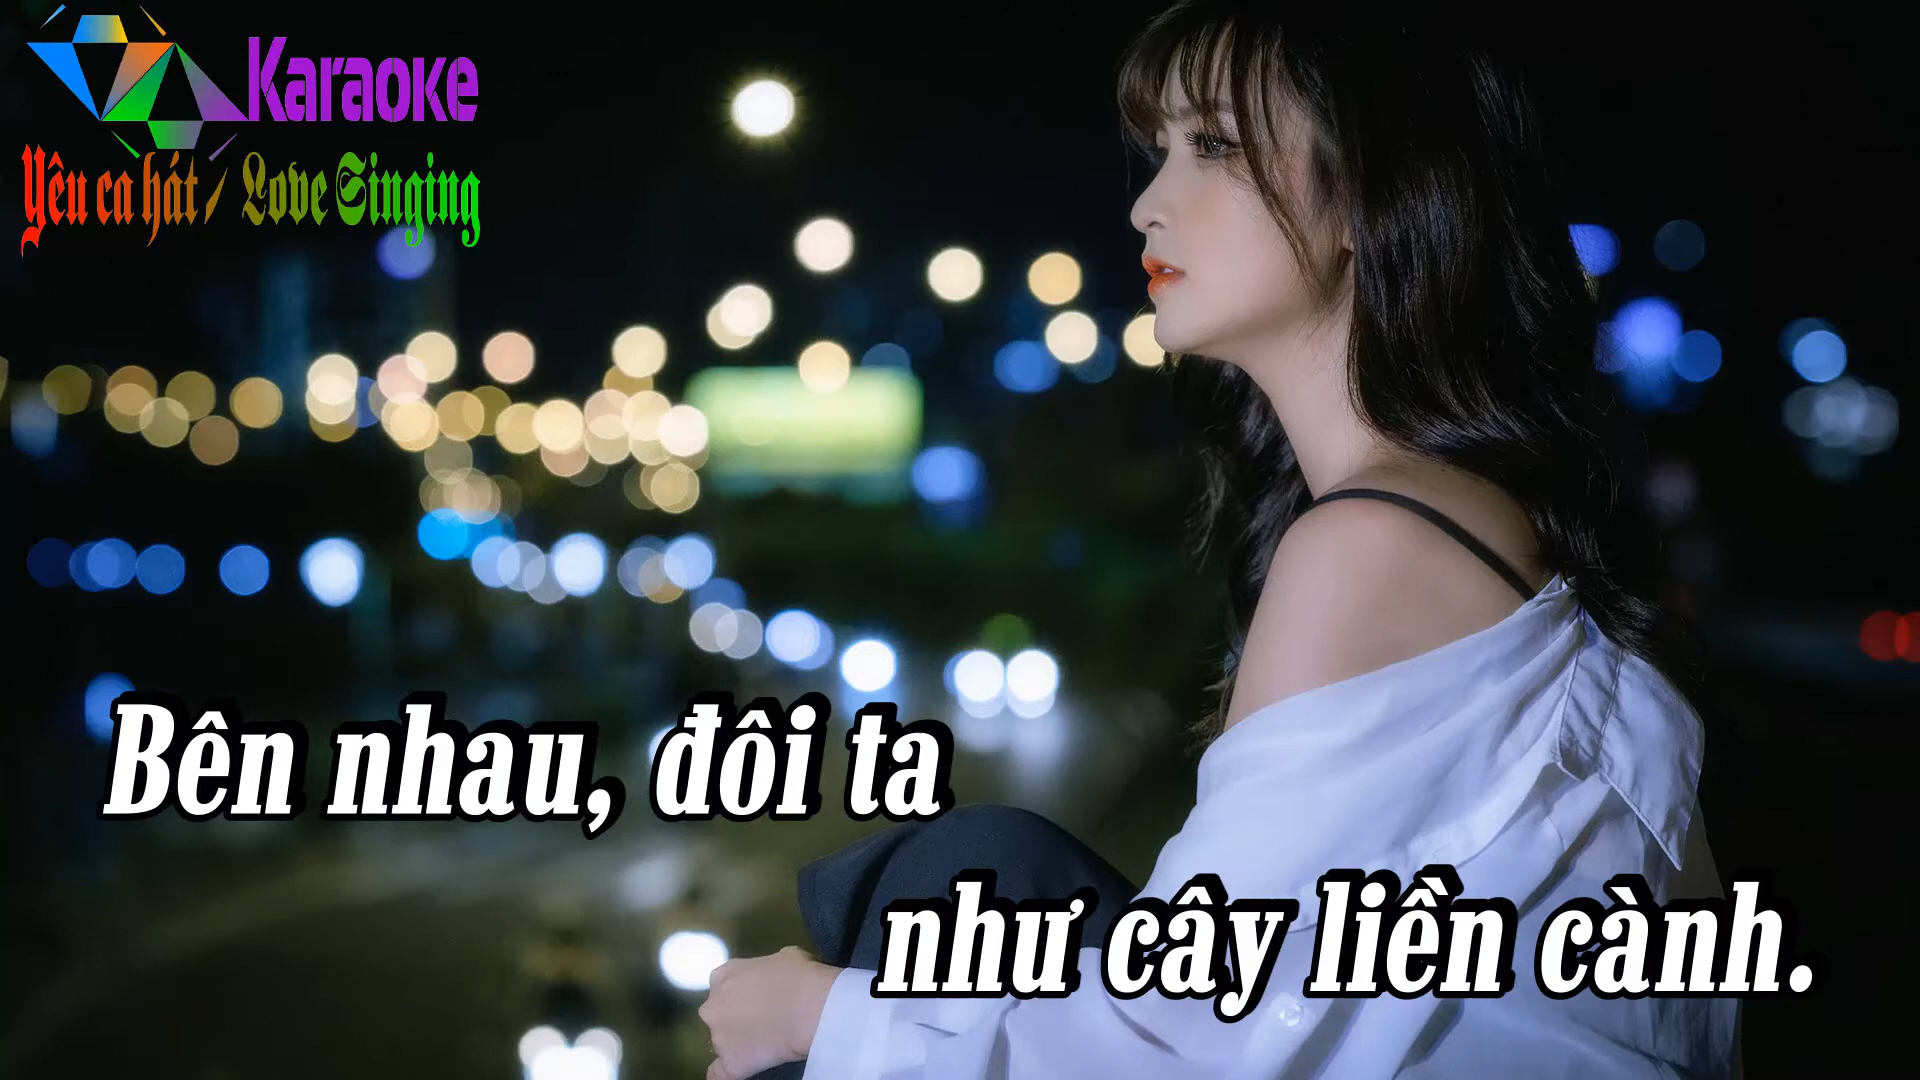 Karaoke
Yêu ca hát / Love Singing
Bên nhau, đôi ta
như cây liền cành.